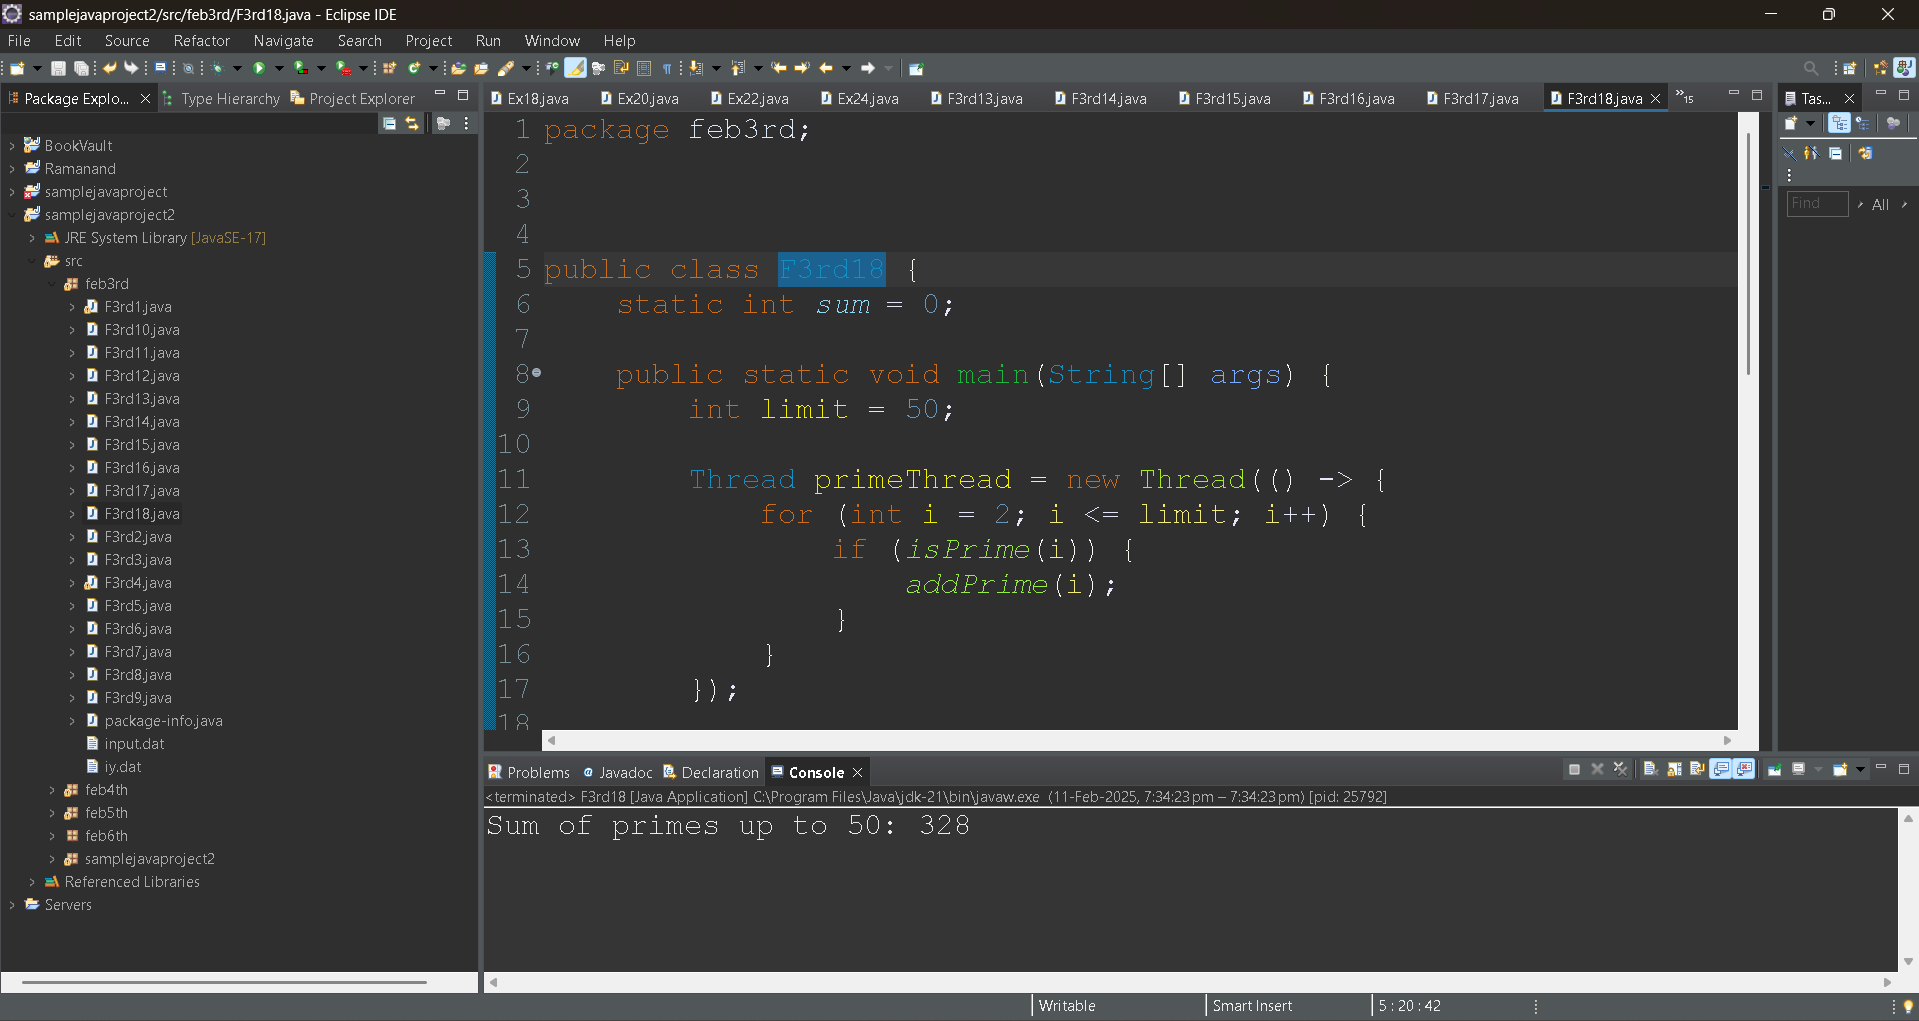 samplejavaproject2/src/feb3rd/F3rd18.java - Eclipse IDE
File Edit Source Refactor Navigate Search Project Run Window Help
Package Explo... Type Hierarchy Project Explorer
BookVault
Ramanand
samplejavaproject
samplejavaproject2
JRE System Library [JavaSE-17]
src
feb3rd
F3rd1.java
F3rd10.java
F3rd11.java
F3rd12.java
F3rd13.java
F3rd14.java
F3rd15.java
F3rd16.java
F3rd17.java
F3rd18.java
F3rd2.java
F3rd3.java
F3rd4.java
F3rd5.java
F3rd6.java
F3rd7.java
F3rd8.java
F3rd9.java
package-info.java
input.dat
iy.dat
feb4th
feb5th
feb6th
samplejavaproject2
Referenced Libraries
Servers
Ex18.java Ex20.java Ex22.java Ex24.java F3rd13.java F3rd14.java F3rd15.java F3rd16.java F3rd17.java F3rd18.java »15
1 package feb3rd;
2
3
4
5 public class F3rd18 {
6 static int sum = 0;
7
8 public static void main(String[] args) {
9 int limit = 50;
10
11 Thread primeThread = new Thread(() -> {
12 for (int i = 2; i <= limit; i++) {
13 if (isPrime(i)) {
14 addPrime(i);
15 }
16 }
17 });
18
Tas...
Find All
Problems Javadoc Declaration Console
<terminated> F3rd18 [Java Application] C:\Program Files\Java\jdk-21\bin\javaw.exe (11-Feb-2025, 7:34:23 pm – 7:34:23 pm) [pid: 25792]
Sum of primes up to 50: 328
Writable Smart Insert 5 : 20 : 42